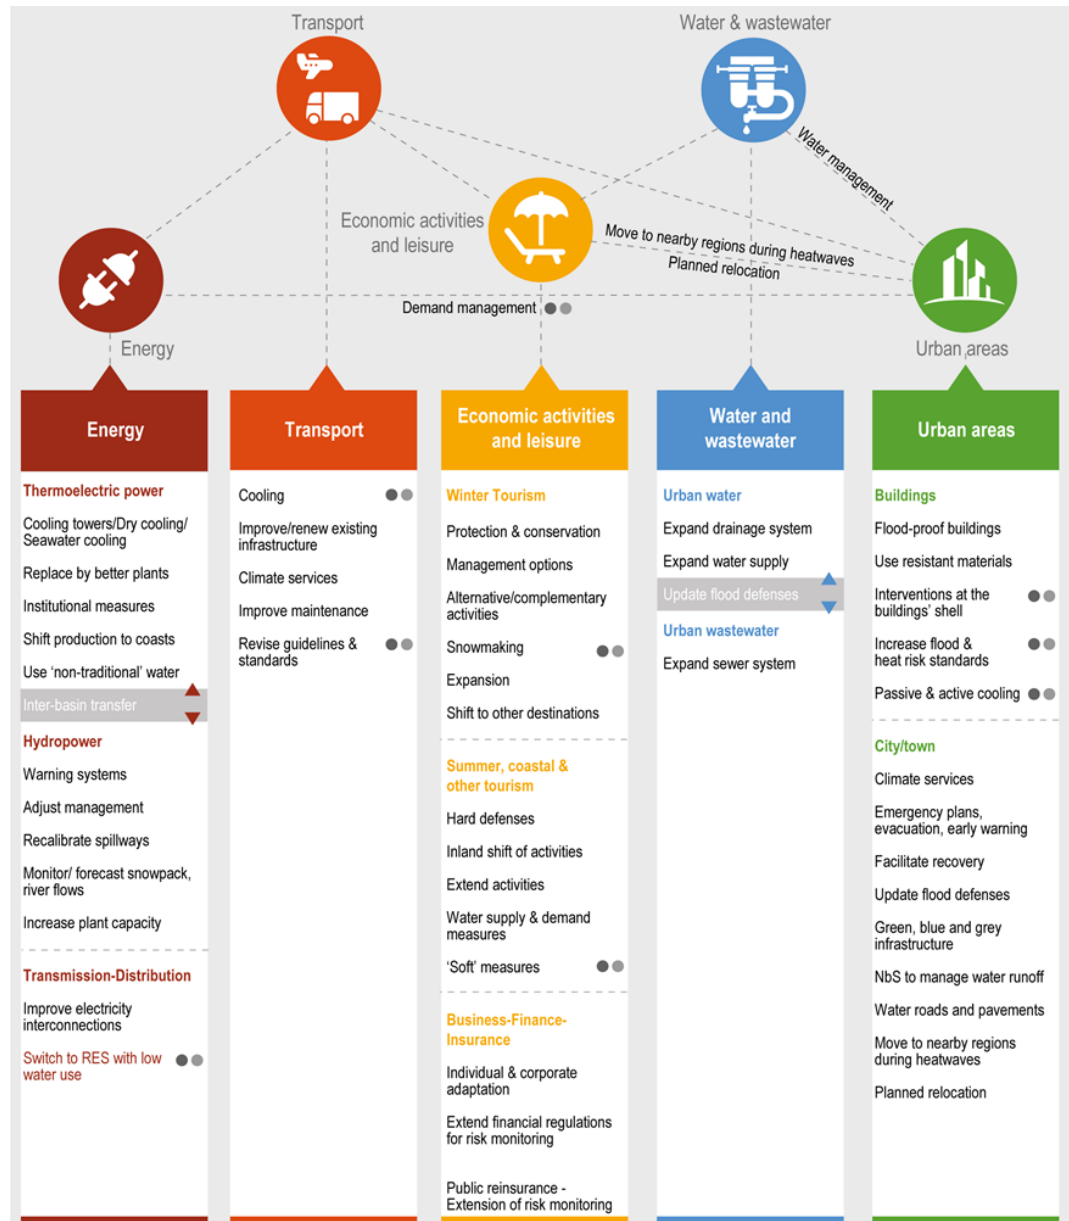 Transport
Water & wastewater
Water management
Economic activities
and leisure
Move to nearby regions during heatwaves
Planned relocation
Demand management
Energy
Urban areas
Energy
Thermoelectric power
Cooling towers/Dry cooling/
Seawater cooling
Replace by better plants
Institutional measures
Shift production to coasts
Use ‘non-traditional’ water
Inter-basin transfer
Hydropower
Warning systems
Adjust management
Recalibrate spillways
Monitor/ forecast snowpack,
river flows
Increase plant capacity
Transmission-Distribution
Improve electricity
interconnections
Switch to RES with low
water use
Transport
Cooling
Improve/renew existing
infrastructure
Climate services
Improve maintenance
Revise guidelines &
standards
Economic activities
and leisure
Winter Tourism
Protection & conservation
Management options
Alternative/complementary
activities
Snowmaking
Expansion
Shift to other destinations
Summer, coastal &
other tourism
Hard defenses
Inland shift of activities
Extend activities
Water supply & demand
measures
‘Soft’ measures
Business-Finance-
Insurance
Individual & corporate
adaptation
Extend financial regulations
for risk monitoring
Public reinsurance -
Extension of risk monitoring
Water and
wastewater
Urban water
Expand drainage system
Expand water supply
Update flood defenses
Urban wastewater
Expand sewer system
Urban areas
Buildings
Flood-proof buildings
Use resistant materials
Interventions at the
buildings’ shell
Increase flood &
heat risk standards
Passive & active cooling
City/town
Climate services
Emergency plans,
evacuation, early warning
Facilitate recovery
Update flood defenses
Green, blue and grey
infrastructure
NbS to manage water runoff
Water roads and pavements
Move to nearby regions
during heatwaves
Planned relocation